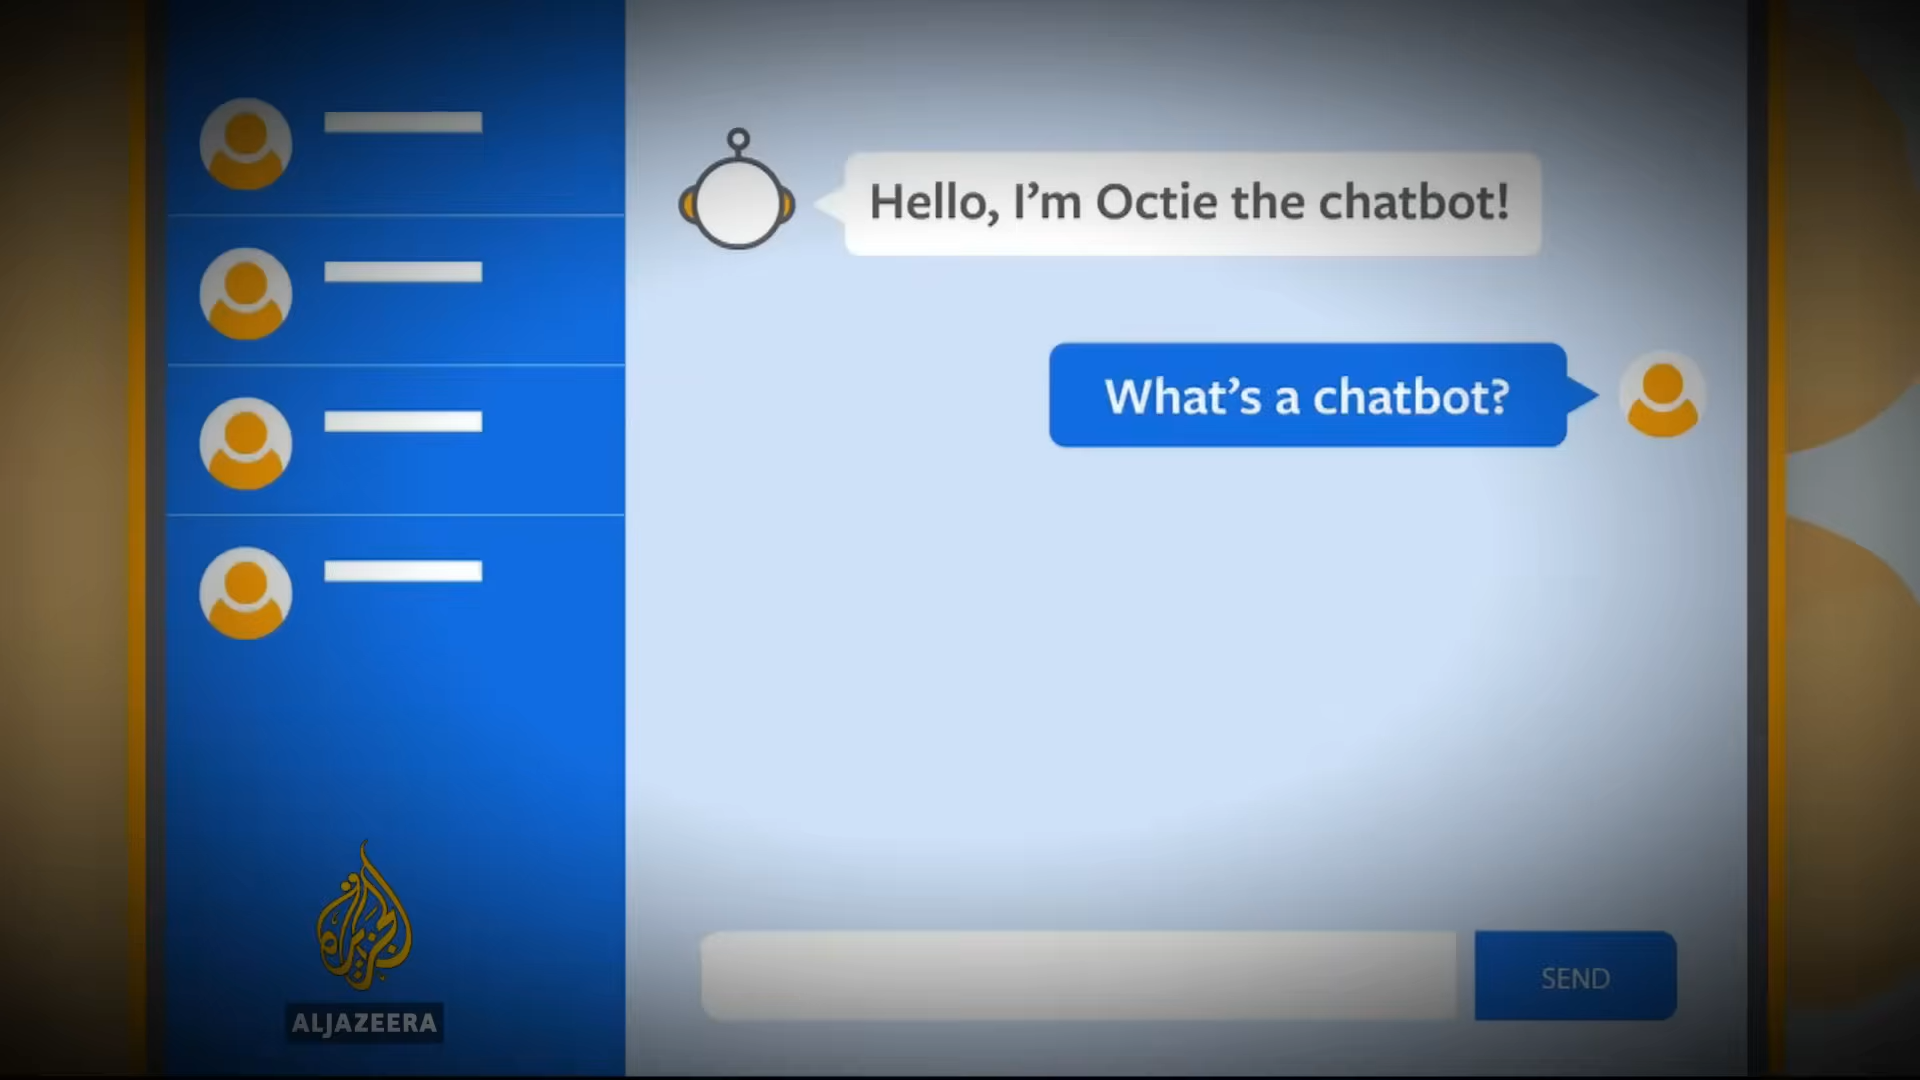 Hello, I’m Octie the chatbot!
What’s a chatbot?
SEND
الجزيرة
ALJAZEERA